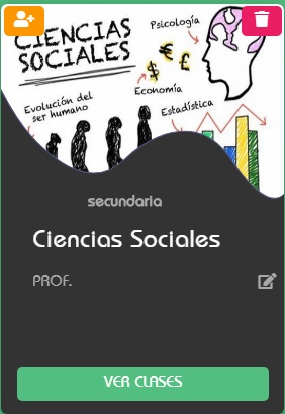 CIENCIAS
SOCIALES
Psicología
Economía
Evolución del
ser humano
Estadística
secundaria
Ciencias Sociales
PROF.
VER CLASES